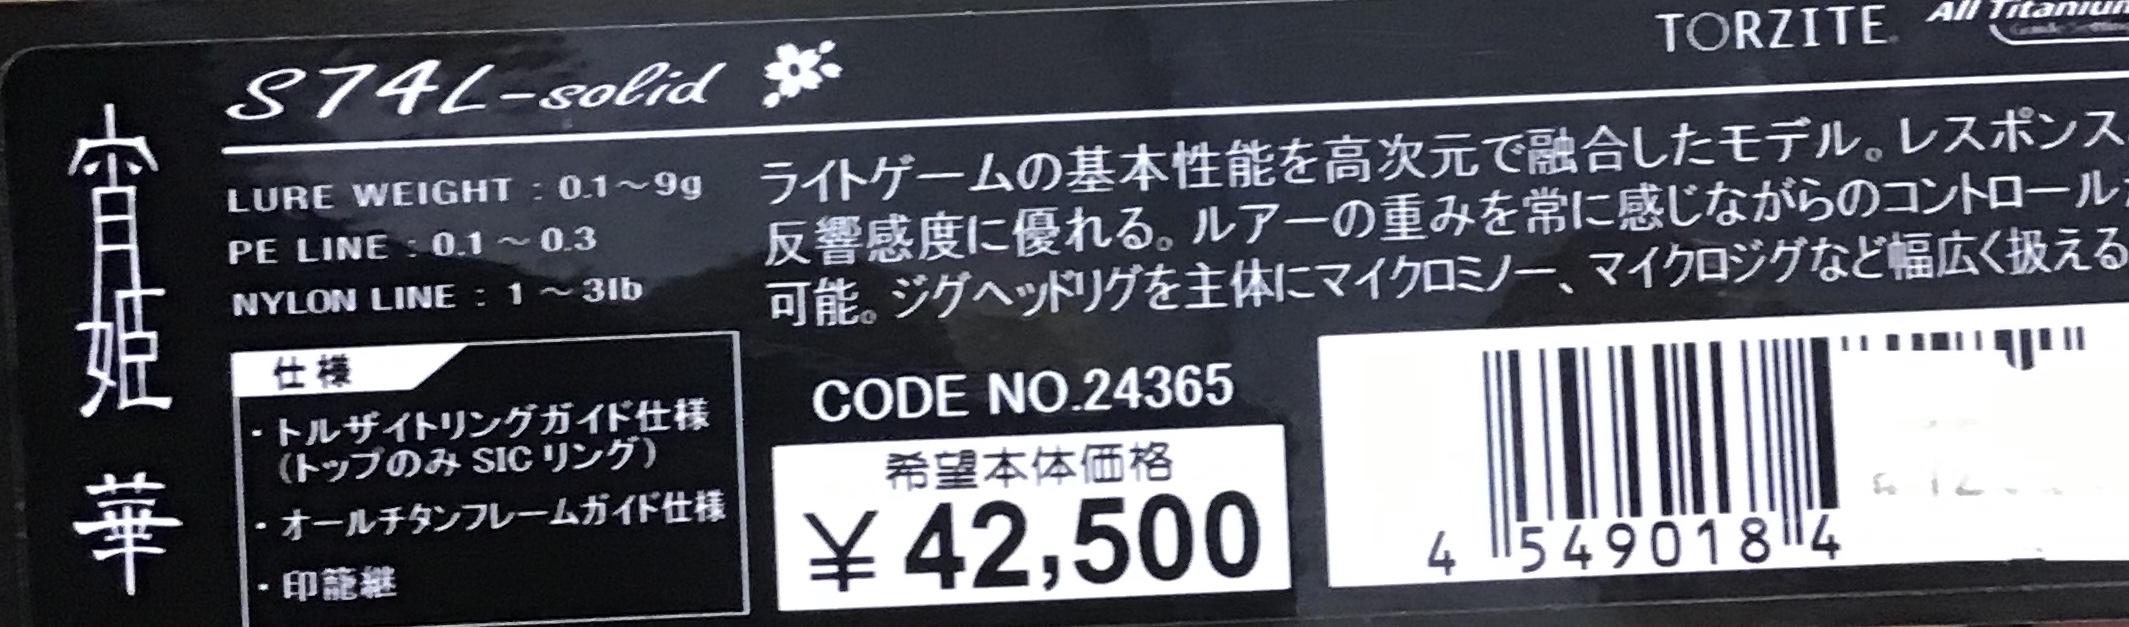 宵姫
華
S74L-solid
TORZITE
All Titanium
LURE WEIGHT : 0.1〜9g
PE LINE : 0.1 〜 0.3
NYLON LINE : 1 〜 3lb
ライトゲームの基本性能を高次元で融合したモデル。レスポンス
反響感度に優れる。ルアーの重みを常に感じながらのコントロール
可能。ジグヘッドリグを主体にマイクロミノー、マイクロジグなど幅広く扱える
仕様
・トルザイトリングガイド仕様
（トップのみ SIC リング）
・オールチタンフレームガイド仕様
・印籠継
CODE NO.24365
希望本体価格
¥42,500
4 549018 4